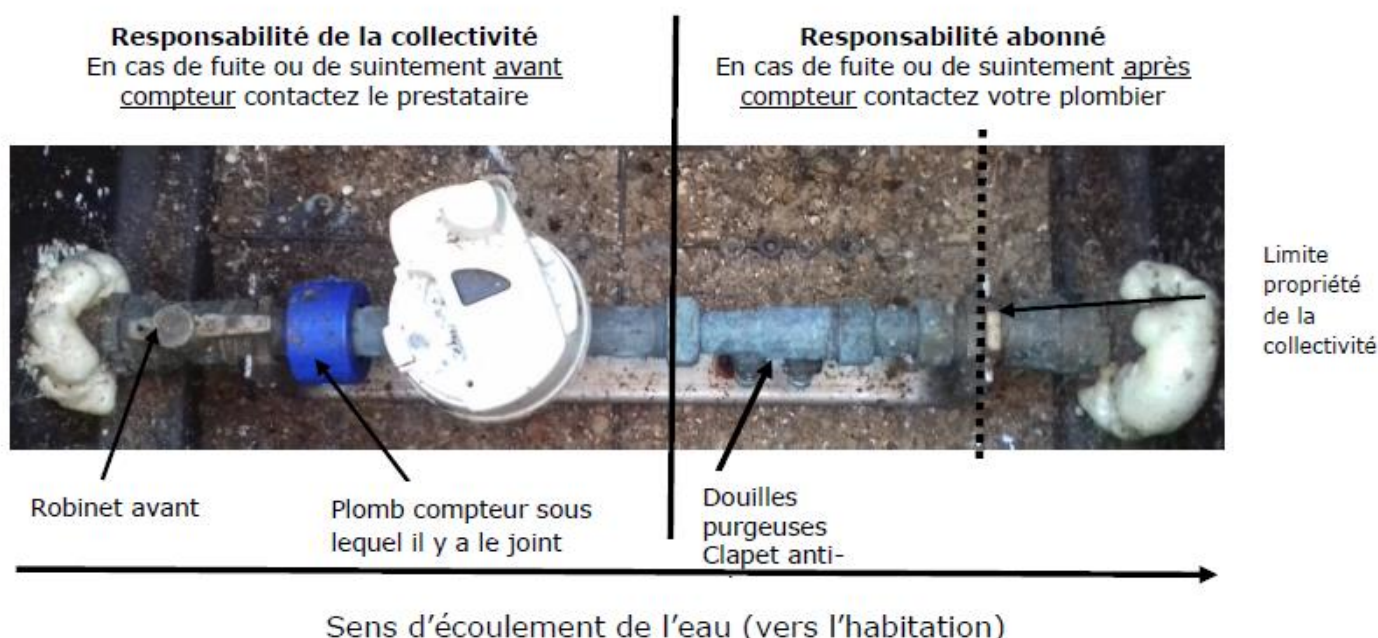 Responsabilité de la collectivité
En cas de fuite ou de suintement avant
compteur contactez le prestataire
Responsabilité abonné
En cas de fuite ou de suintement après
compteur contactez votre plombier
Limite
propriété
de la
collectivité
Robinet avant
Plomb compteur sous
lequel il y a le joint
Douilles
purgeuses
Clapet anti-
Sens d'écoulement de l'eau (vers l'habitation)